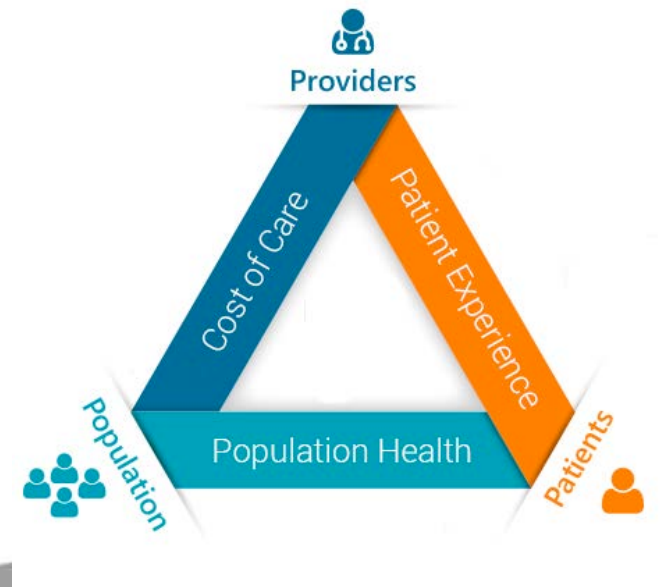 Providers
Cost of Care
Patient Experience
Population Health
Population
Patients